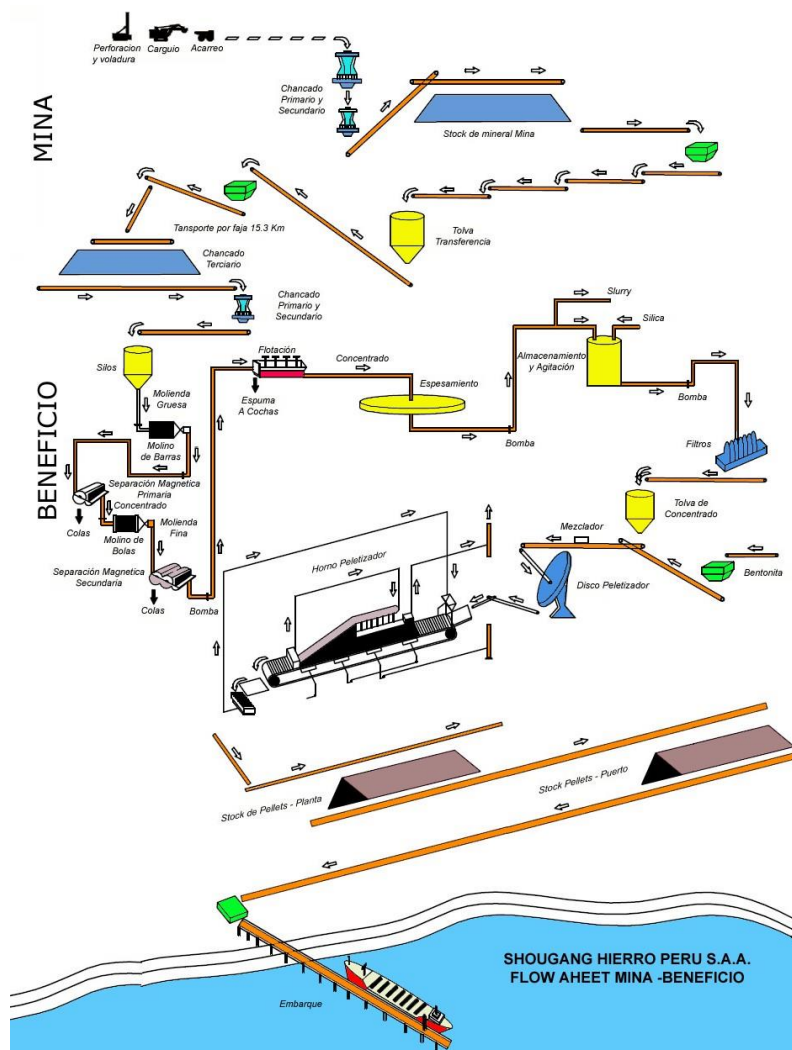 MINA
Perforacion
y voladura
Carguio
Acarreo
Chancado
Primario y
Secundario
Stock de mineral Mina
Tansporte por faja 15.3 Km
Tolva
Transferencia
Chancado
Terciario
Chancado
Primario y
Secundario
BENEFICIO
Silos
Molienda
Gruesa
Molino
de Barras
Flotación
Espuma
A Cochas
Concentrado
Espesamiento
Bomba
Slurry
Silica
Almacenamiento
y Agitación
Bomba
Filtros
Separación Magnetica
Primaria
Concentrado
Colas
Molino de
Bolas
Molienda
Fina
Separación Magnetica
Secundaria
Colas
Bomba
Tolva de
Concentrado
Mezclador
Bentonita
Disco Peletizador
Horno Peletizador
Stock de Pellets - Planta
Stock Pellets - Puerto
SHOUGANG HIERRO PERU S.A.A.
FLOW AHEET MINA -BENEFICIO
Embarque